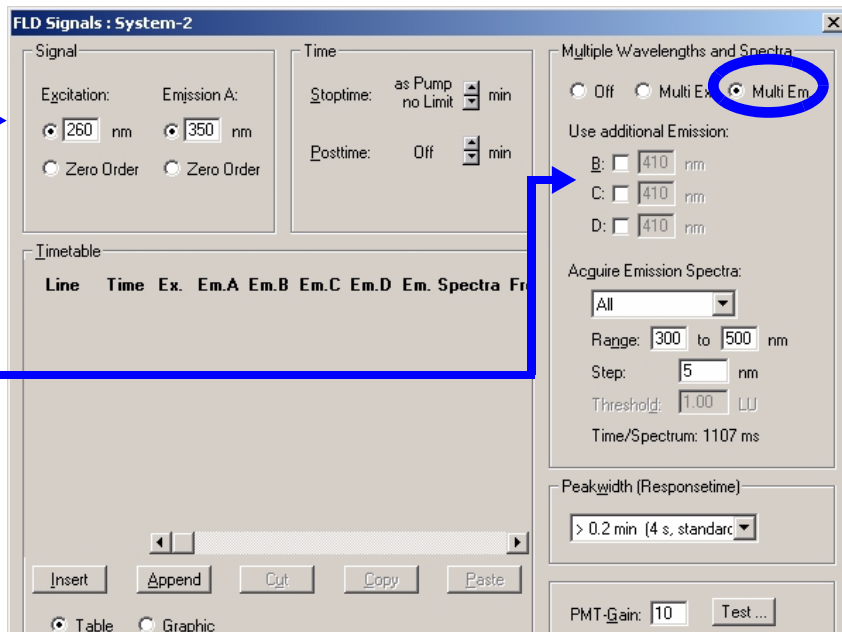 FLD Signals : System-2
Signal
Excitation: Emission A:
260 nm 350 nm
Zero Order Zero Order
Time
Stoptime: as Pump no Limit min
Posttime: Off min
Multiple Wavelengths and Spectra
Off Multi Ex Multi Em
Use additional Emission:
B: 410 nm
C: 410 nm
D: 410 nm
Acquire Emission Spectra:
All
Range: 300 to 500 nm
Step: 5 nm
Threshold: 1.00 LU
Time/Spectrum: 1107 ms
Timetable
Line Time Ex. Em.A Em.B Em.C Em.D Em. Spectra Fr
Insert Append Cut Copy Paste
Table Graphic
Peakwidth (Responsetime)
> 0.2 min (4 s, standarc
PMT-Gain: 10 Test ...